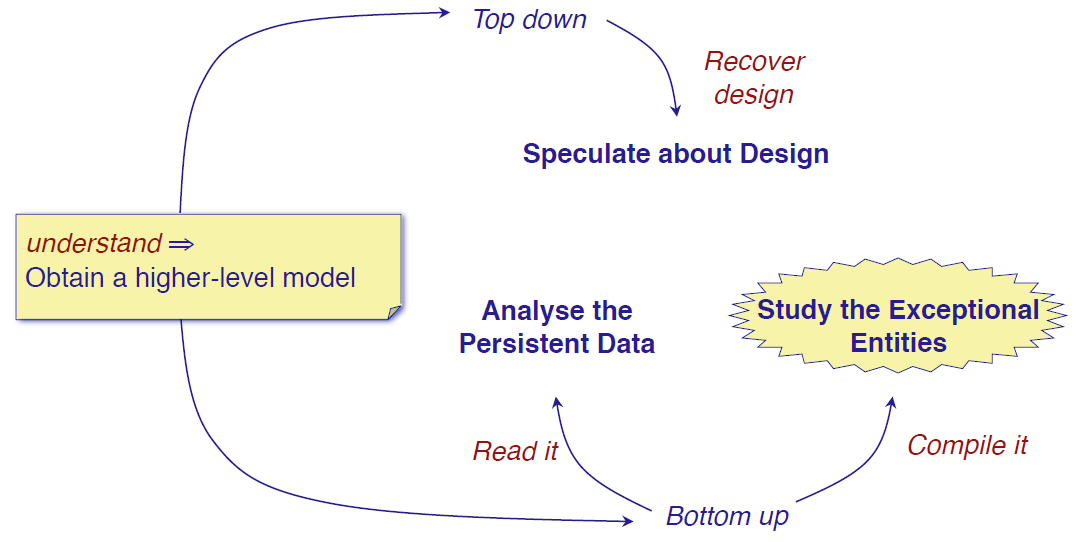 Top down
Recover
design
Speculate about Design
understand ⇒
Obtain a higher-level model
Analyse the
Persistent Data
Study the Exceptional
Entities
Read it
Compile it
Bottom up